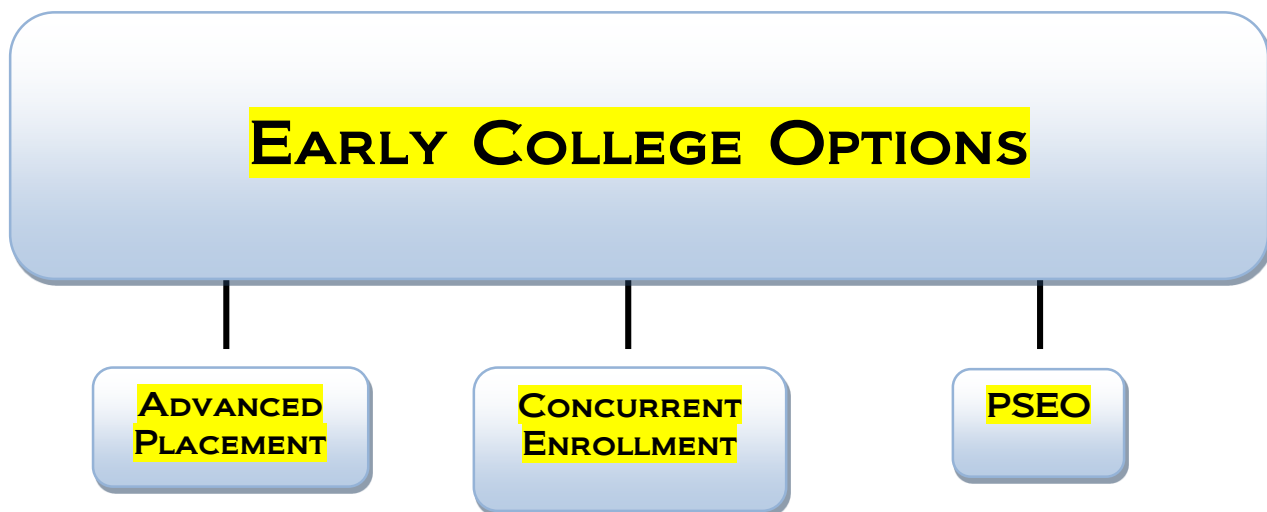 Early College Options
Advanced
Placement
Concurrent
Enrollment
PSEO